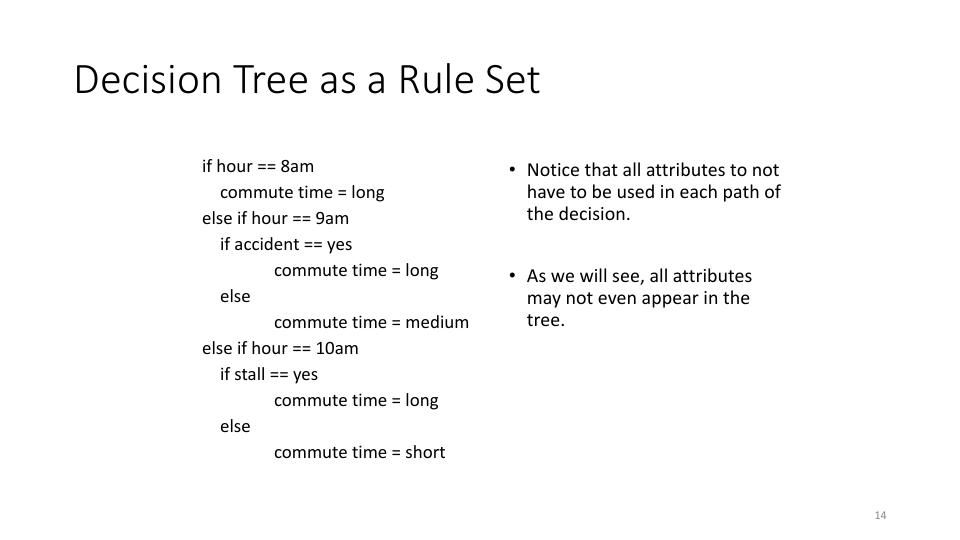 Decision Tree as a Rule Set
if hour == 8am
commute time = long
else if hour == 9am
if accident == yes
commute time = long
else
commute time = medium
else if hour == 10am
if stall == yes
commute time = long
else
commute time = short
• Notice that all attributes to not
have to be used in each path of
the decision.
• As we will see, all attributes
may not even appear in the
tree.
14